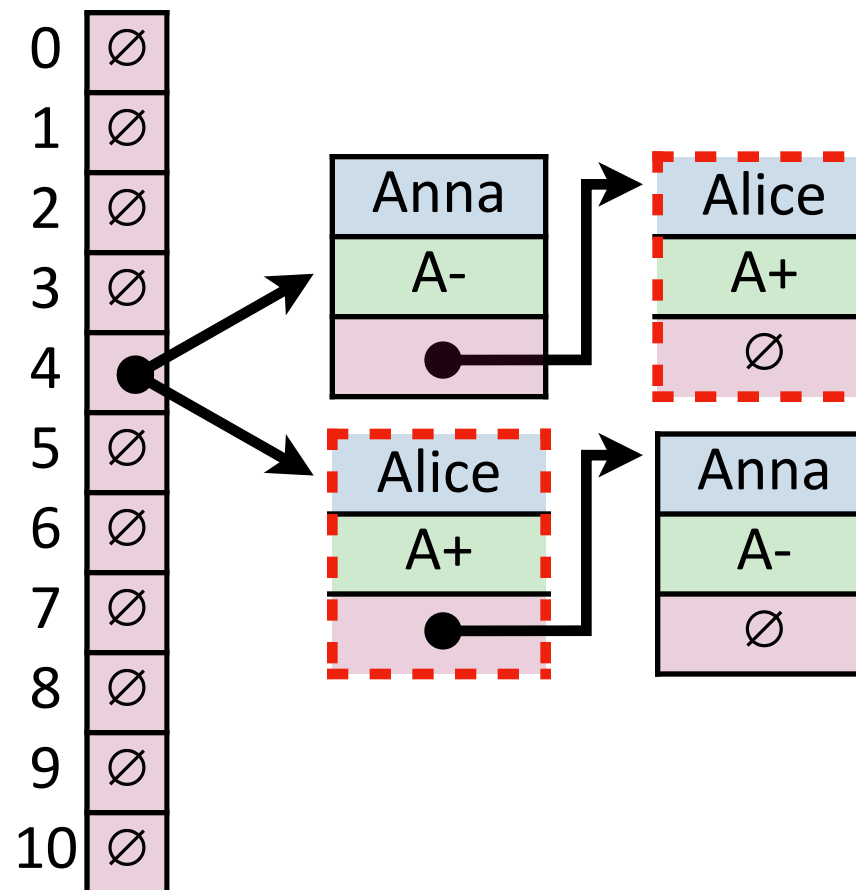 0 ∅
1 ∅
2 ∅
3 ∅
4
5 ∅
6 ∅
7 ∅
8 ∅
9 ∅
10 ∅
Anna
A-
Alice
A+
∅
Alice
A+
Anna
A-
∅